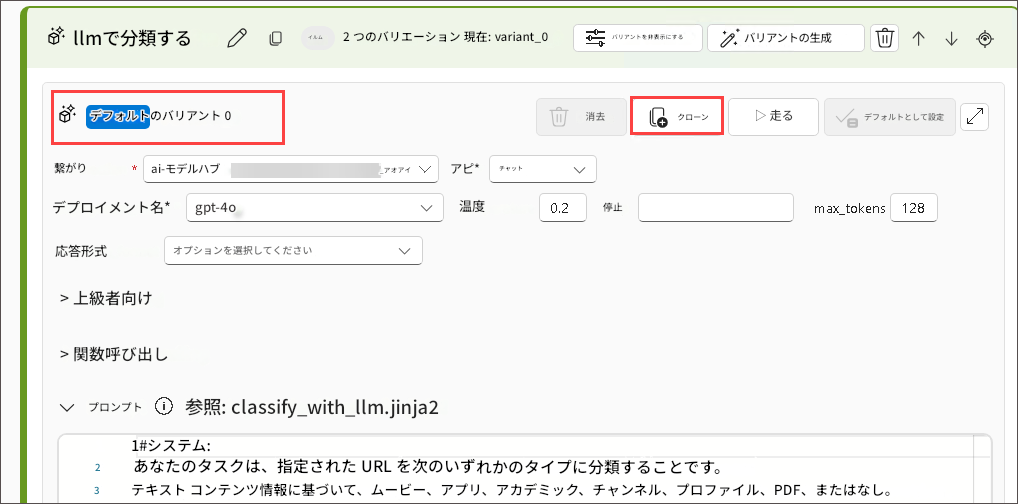 llmで分類する イルム 2 つのバリエーション 現在: variant_0 バリアントを非表示にする バリアントの生成
デフォルトのバリアント 0 消去 クローン 走る デフォルトとして設定
繋がり * ai-モデルハブ _アオアイ アピ* チャット
デプロイメント名* gpt-4o 温度 0.2 停止 max_tokens 128
応答形式 オプションを選択してください
> 上級者向け
> 関数呼び出し
プロンプト 参照: classify_with_llm.jinja2
1#システム:
2 あなたのタスクは、指定された URL を次のいずれかのタイプに分類することです。
3 テキスト コンテンツ情報に基づいて、ムービー、アプリ、アカデミック、チャンネル、プロファイル、PDF、またはなし。